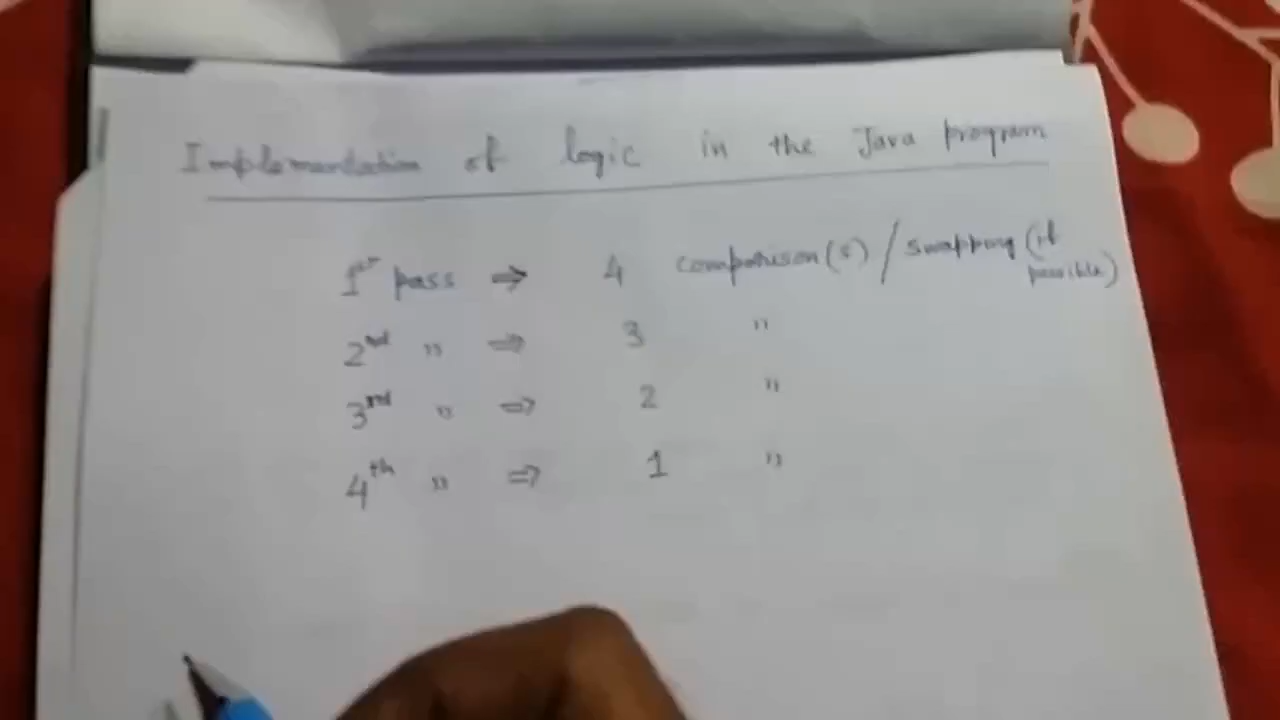 Implementation of logic in the Java program
1st pass ⇒ 4 comparison(s) / swapping (if possible)
2nd " ⇒ 3 "
3rd " ⇒ 2 "
4th " ⇒ 1 "